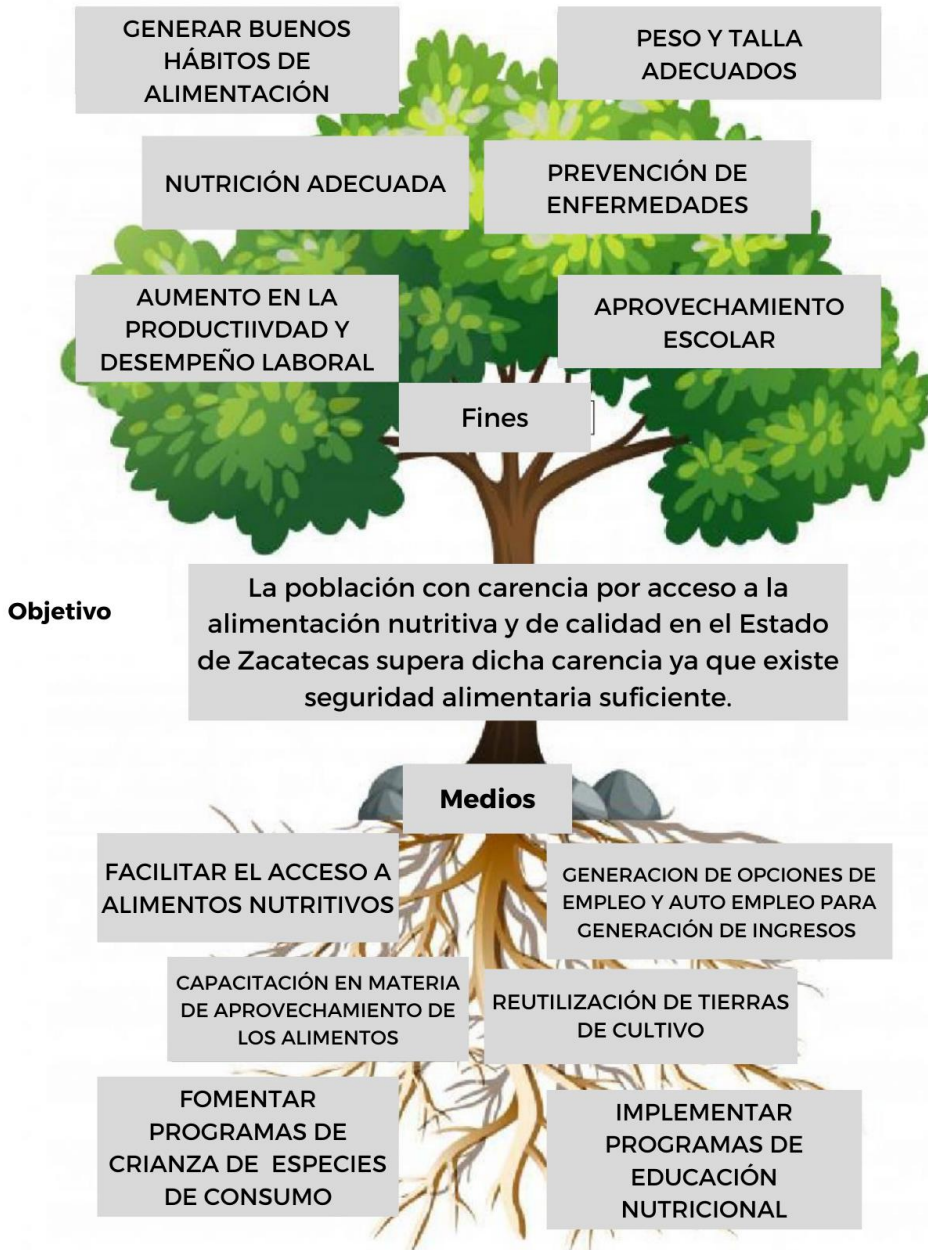 GENERAR BUENOS
HÁBITOS DE
ALIMENTACIÓN
PESO Y TALLA
ADECUADOS
NUTRICIÓN ADECUADA
PREVENCIÓN DE
ENFERMEDADES
AUMENTO EN LA
PRODUCTIIVDAD Y
DESEMPEÑO LABORAL
APROVECHAMIENTO
ESCOLAR
Fines
Objetivo
La población con carencia por acceso a la
alimentación nutritiva y de calidad en el Estado
de Zacatecas supera dicha carencia ya que existe
seguridad alimentaria suficiente.
Medios
FACILITAR EL ACCESO A
ALIMENTOS NUTRITIVOS
GENERACION DE OPCIONES DE
EMPLEO Y AUTO EMPLEO PARA
GENERACIÓN DE INGRESOS
CAPACITACIÓN EN MATERIA
DE APROVECHAMIENTO DE
LOS ALIMENTOS
REUTILIZACIÓN DE TIERRAS
DE CULTIVO
FOMENTAR
PROGRAMAS DE
CRIANZA DE ESPECIES
DE CONSUMO
IMPLEMENTAR
PROGRAMAS DE
EDUCACIÓN
NUTRICIONAL